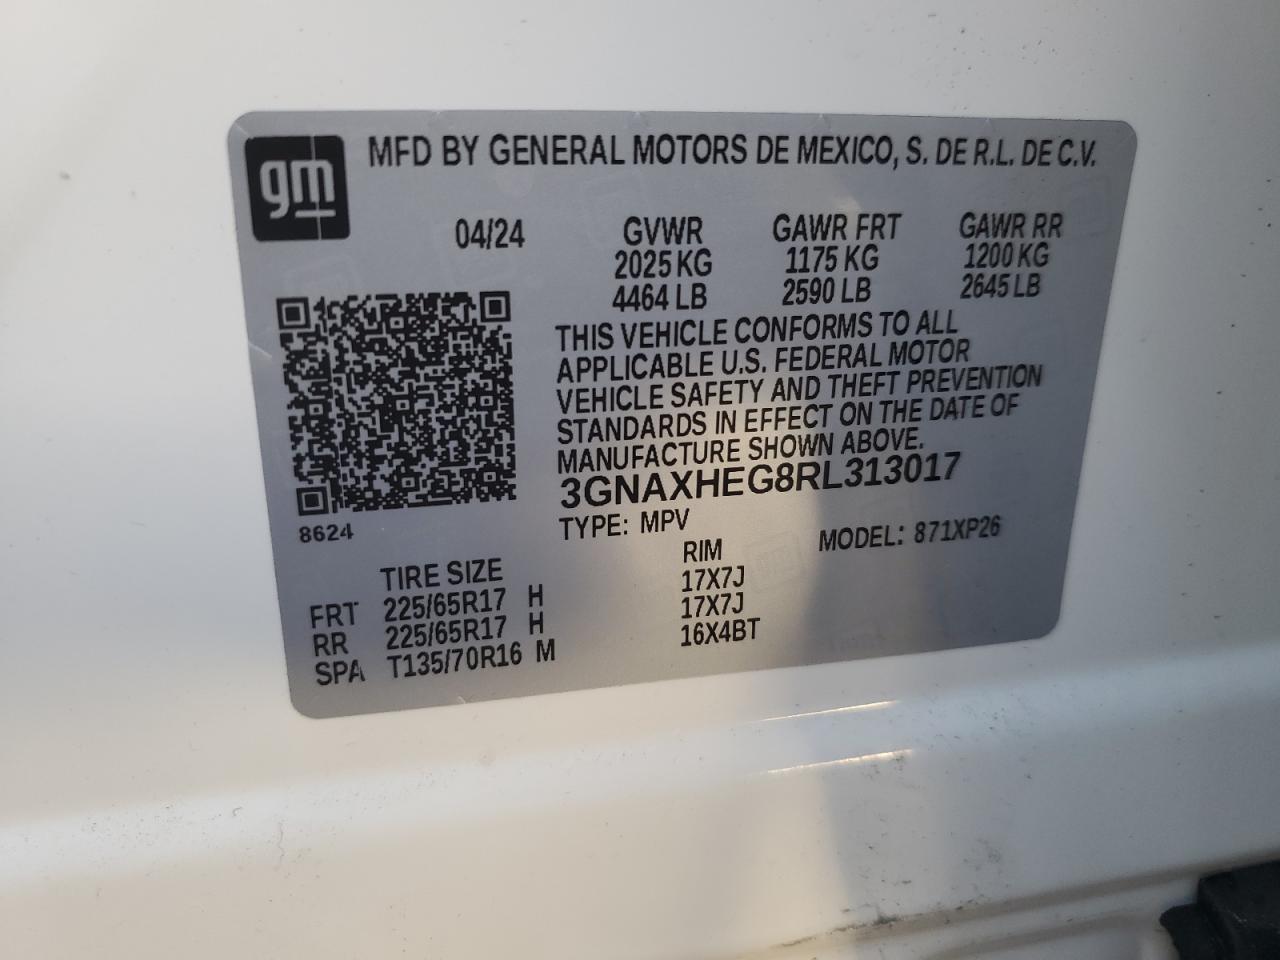 gm
MFD BY GENERAL MOTORS DE MEXICO, S. DE R.L. DE C.V.
04/24 GVWR GAWR FRT GAWR RR
2025 KG 1175 KG 1200 KG
4464 LB 2590 LB 2645 LB
THIS VEHICLE CONFORMS TO ALL
APPLICABLE U.S. FEDERAL MOTOR
VEHICLE SAFETY AND THEFT PREVENTION
STANDARDS IN EFFECT ON THE DATE OF
MANUFACTURE SHOWN ABOVE.
3GNAXHEG8RL313017
8624 TYPE: MPV MODEL: 871XP26
TIRE SIZE RIM
FRT 225/65R17 H 17X7J
RR 225/65R17 H 17X7J
SPA T135/70R16 M 16X4BT